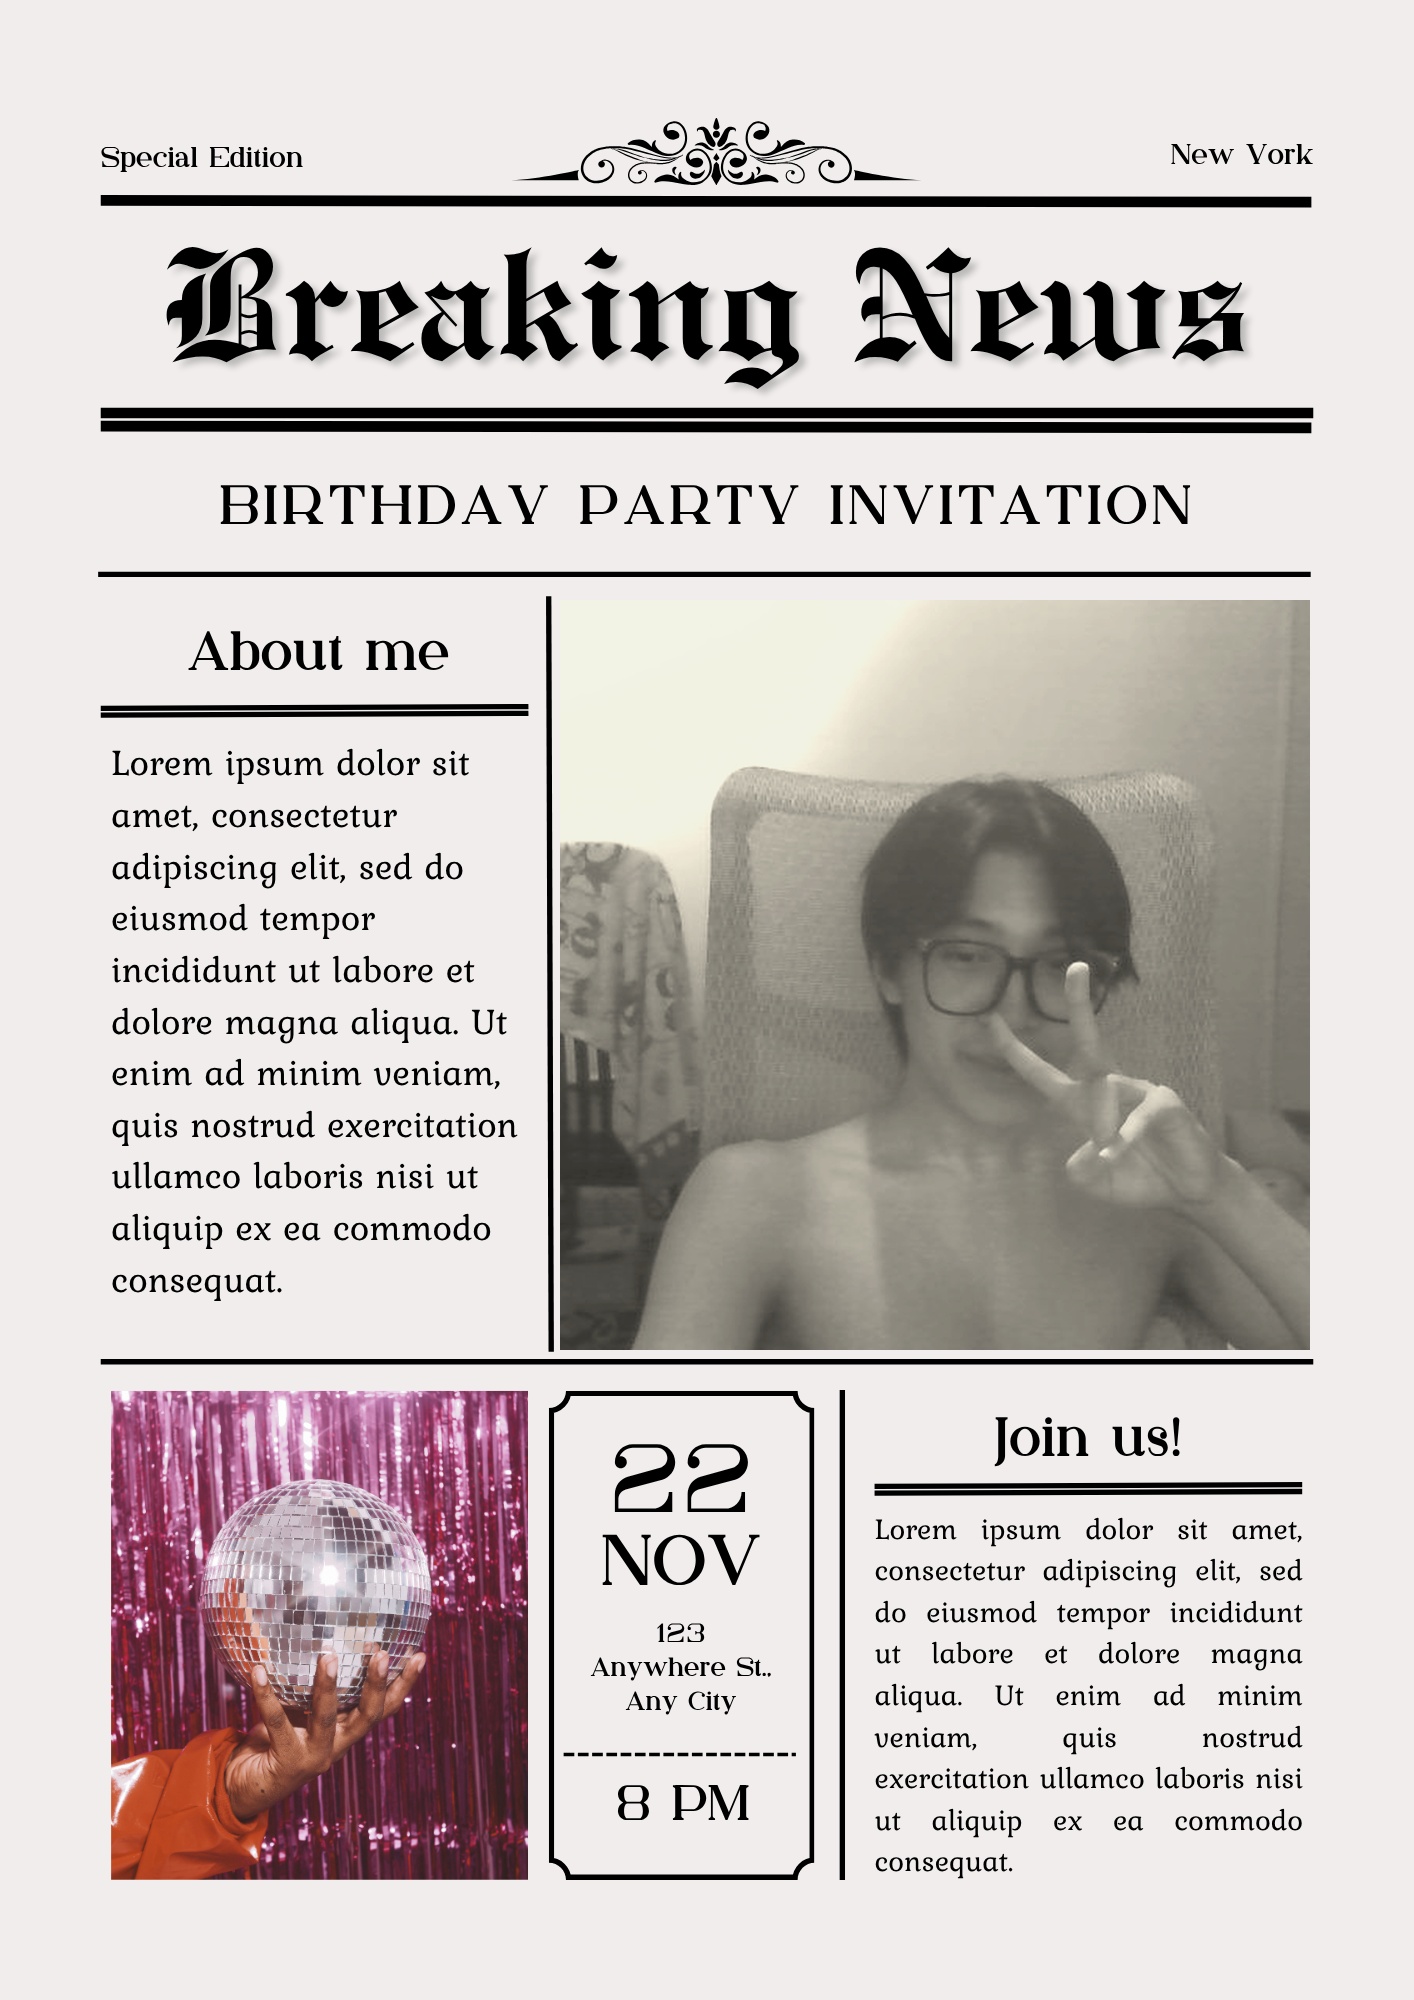 Special Edition
New York
Breaking News
BIRTHDAY PARTY INVITATION
About me
Lorem ipsum dolor sit
amet, consectetur
adipiscing elit, sed do
eiusmod tempor
incididunt ut labore et
dolore magna aliqua. Ut
enim ad minim veniam,
quis nostrud exercitation
ullamco laboris nisi ut
aliquip ex ea commodo
consequat.
22
NOV
123
Anywhere St.,
Any City
8 PM
Join us!
Lorem ipsum dolor sit amet,
consectetur adipiscing elit, sed
do eiusmod tempor incididunt
ut labore et dolore magna
aliqua. Ut enim ad minim
veniam, quis nostrud
exercitation ullamco laboris nisi
ut aliquip ex ea commodo
consequat.